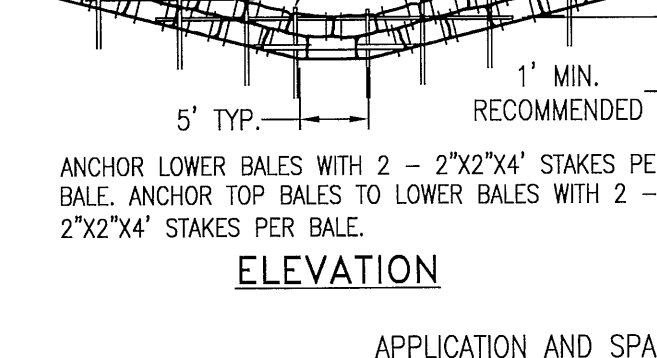 1' MIN.
RECOMMENDED
5' TYP.
ANCHOR LOWER BALES WITH 2 – 2"X2"X4' STAKES PE
BALE. ANCHOR TOP BALES TO LOWER BALES WITH 2 –
2"X2"X4' STAKES PER BALE.
ELEVATION
APPLICATION AND SPA